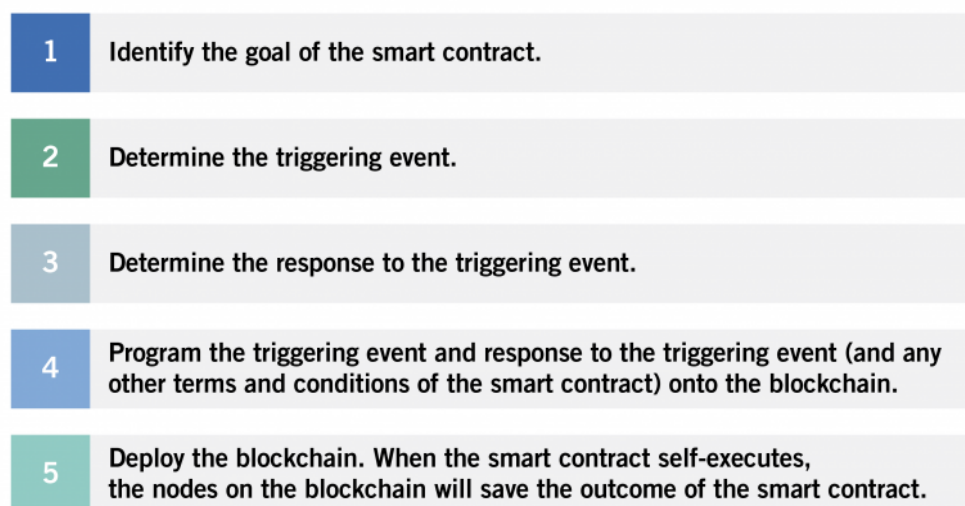 1 Identify the goal of the smart contract.
2 Determine the triggering event.
3 Determine the response to the triggering event.
4 Program the triggering event and response to the triggering event (and any
other terms and conditions of the smart contract) onto the blockchain.
5 Deploy the blockchain. When the smart contract self-executes,
the nodes on the blockchain will save the outcome of the smart contract.